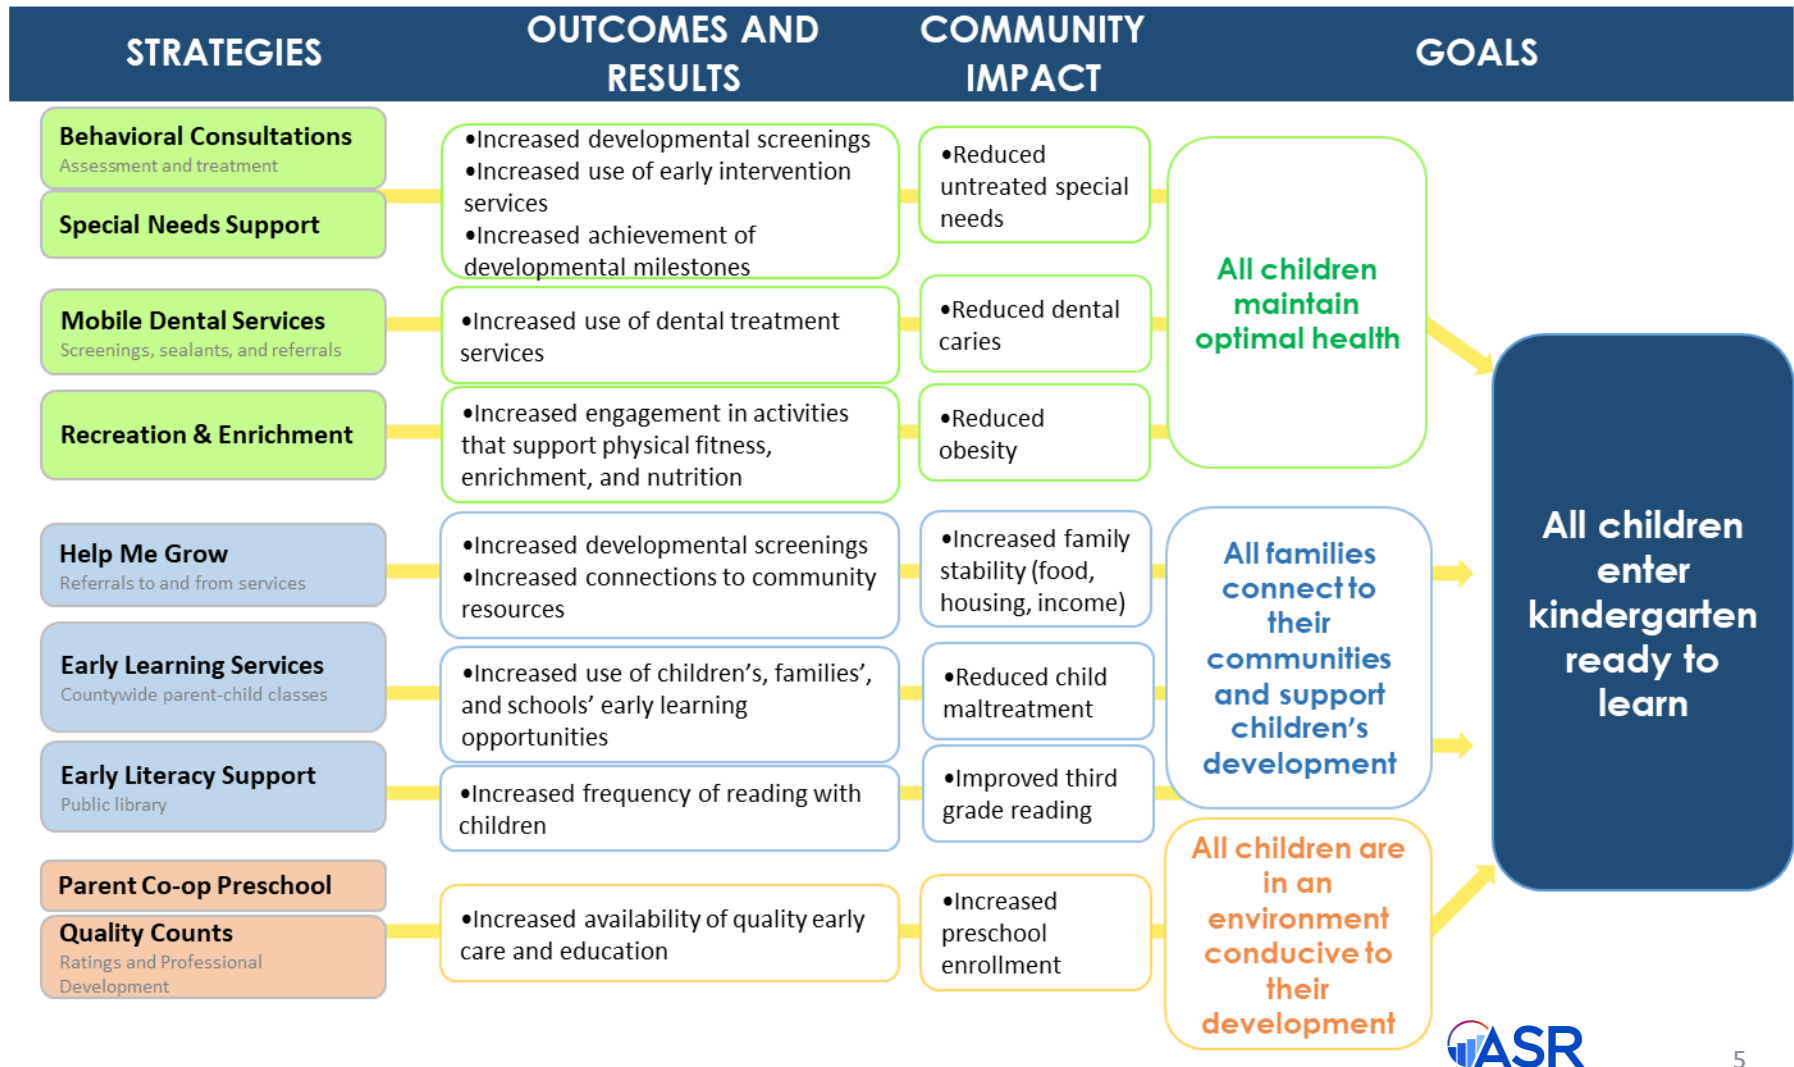 STRATEGIES
OUTCOMES AND
RESULTS
COMMUNITY
IMPACT
GOALS
Behavioral Consultations
Assessment and treatment
Special Needs Support
•Increased developmental screenings
•Increased use of early intervention
services
•Increased achievement of
developmental milestones
•Reduced
untreated special
needs
Mobile Dental Services
Screenings, sealants, and referrals
•Increased use of dental treatment
services
•Reduced dental
caries
Recreation & Enrichment
•Increased engagement in activities
that support physical fitness,
enrichment, and nutrition
•Reduced
obesity
All children
maintain
optimal health
Help Me Grow
Referrals to and from services
•Increased developmental screenings
•Increased connections to community
resources
•Increased family
stability (food,
housing, income)
Early Learning Services
Countywide parent-child classes
•Increased use of children’s, families’,
and schools’ early learning
opportunities
•Reduced child
maltreatment
Early Literacy Support
Public library
•Increased frequency of reading with
children
•Improved third
grade reading
All families
connect to
their
communities
and support
children’s
development
Parent Co-op Preschool
Quality Counts
Ratings and Professional
Development
•Increased availability of quality early
care and education
•Increased
preschool
enrollment
All children are
in an
environment
conducive to
their
development
All children
enter
kindergarten
ready to
learn
ASR
5